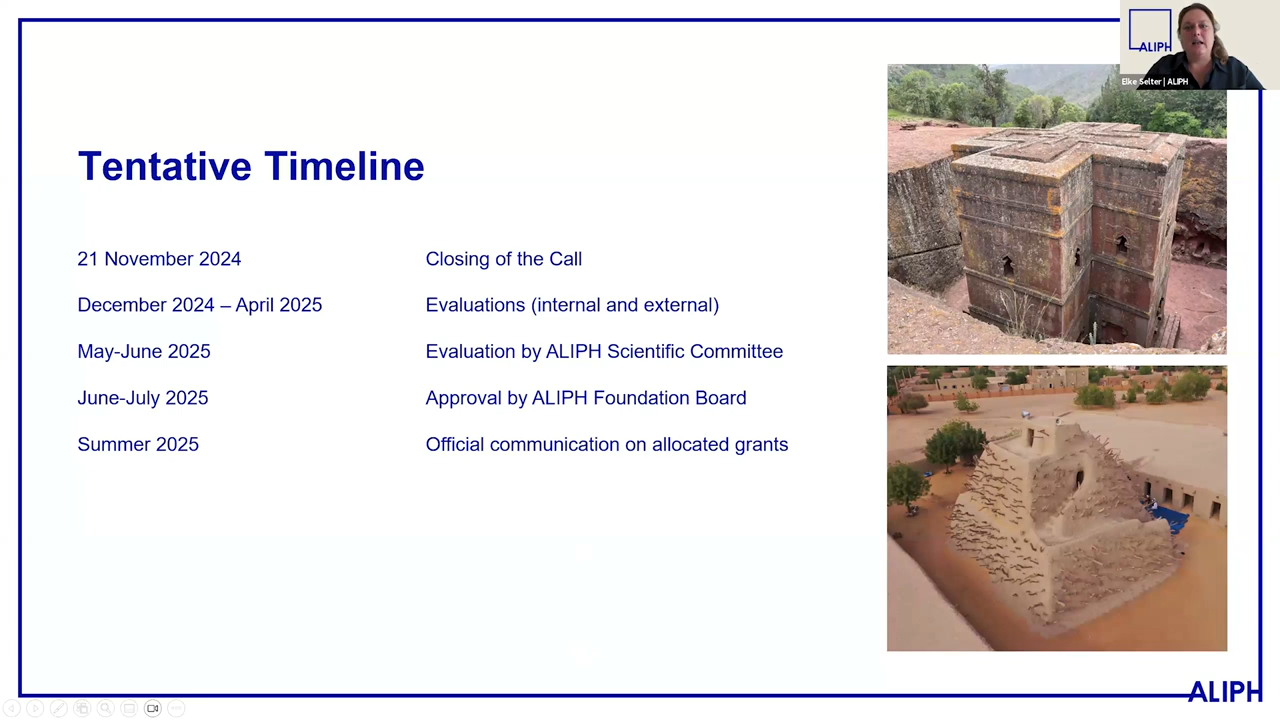 ALIPH
Elke Selter | ALIPH
Tentative Timeline
21 November 2024 Closing of the Call
December 2024 – April 2025 Evaluations (internal and external)
May-June 2025 Evaluation by ALIPH Scientific Committee
June-July 2025 Approval by ALIPH Foundation Board
Summer 2025 Official communication on allocated grants
ALIPH